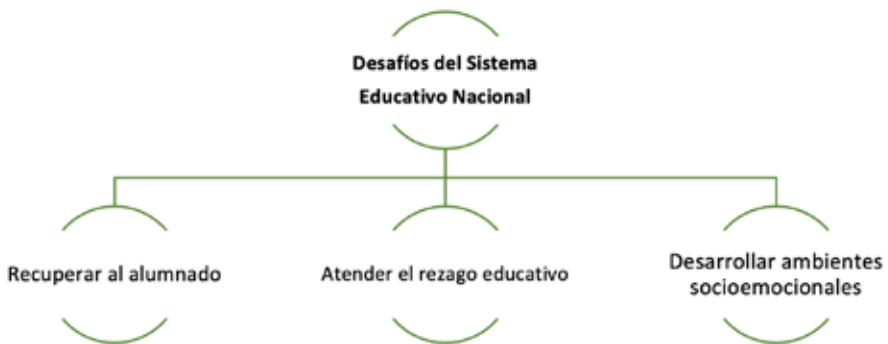 Desafíos del Sistema
Educativo Nacional
Recuperar al alumnado
Atender el rezago educativo
Desarrollar ambientes
socioemocionales